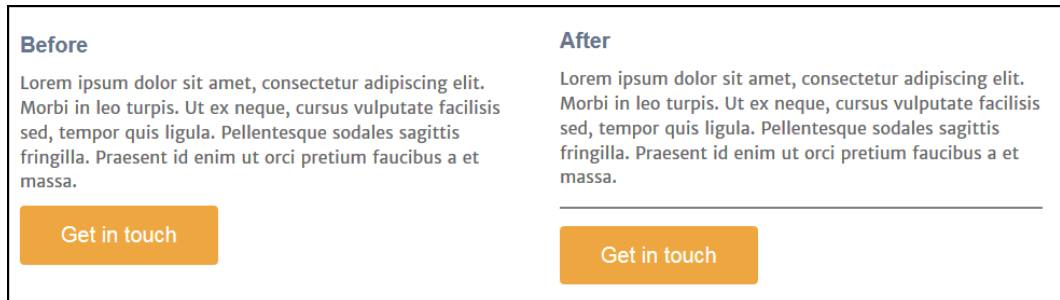 Before
Lorem ipsum dolor sit amet, consectetur adipiscing elit.
Morbi in leo turpis. Ut ex neque, cursus vulputate facilisis
sed, tempor quis ligula. Pellentesque sodales sagittis
fringilla. Praesent id enim ut orci pretium faucibus a et
massa.
Get in touch
After
Lorem ipsum dolor sit amet, consectetur adipiscing elit.
Morbi in leo turpis. Ut ex neque, cursus vulputate facilisis
sed, tempor quis ligula. Pellentesque sodales sagittis
fringilla. Praesent id enim ut orci pretium faucibus a et
massa.
Get in touch